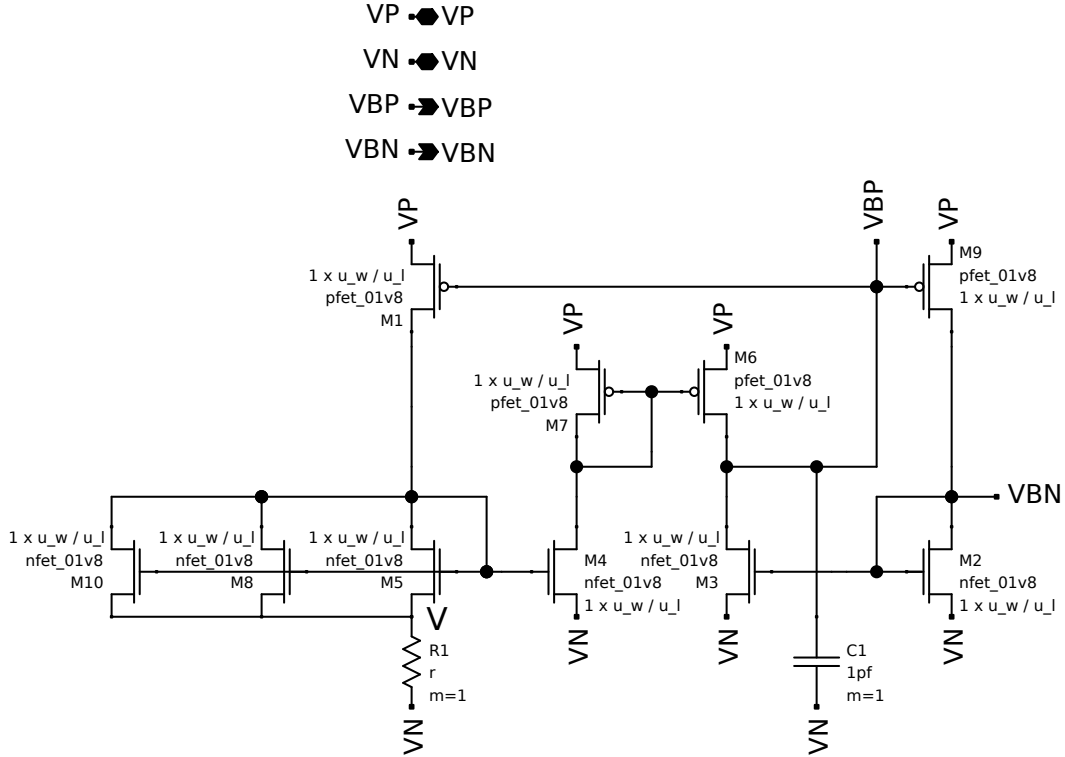 VP VP
VN VN
VBP VBP
VBN VBN
VP
VBP
VP
1 x u_w / u_l
pfet_01v8
M1
M9
pfet_01v8
1 x u_w / u_l
VP
VP
1 x u_w / u_l
pfet_01v8
M7
M6
pfet_01v8
1 x u_w / u_l
VBN
1 x u_w / u_l
nfet_01v8
M10
1 x u_w / u_l
nfet_01v8
M8
1 x u_w / u_l
nfet_01v8
M5
M4
nfet_01v8
1 x u_w / u_l
1 x u_w / u_l
nfet_01v8
M3
M2
nfet_01v8
1 x u_w / u_l
V
VN
VN
VN
R1
r
m=1
C1
1pf
m=1
VN
VN